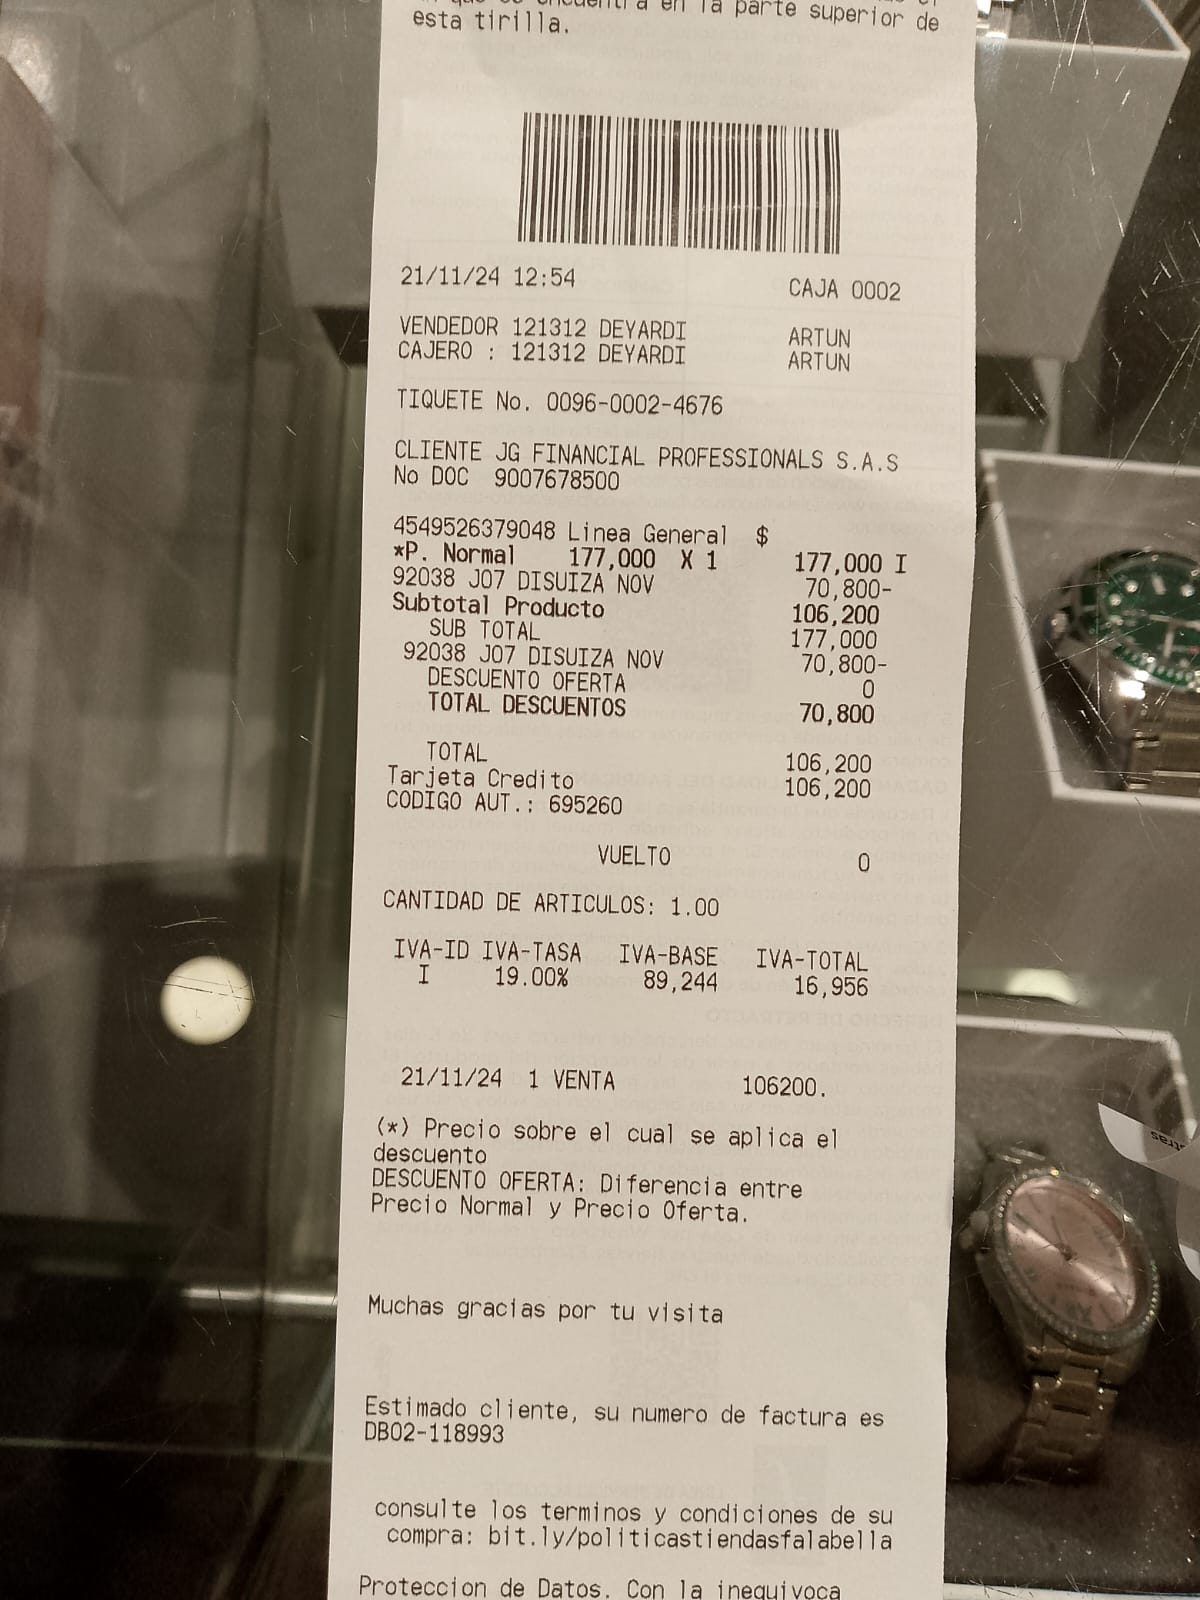 en la parte superior de
esta tirilla.
21/11/24 12:54 CAJA 0002
VENDEDOR 121312 DEYARDI ARTUN
CAJERO : 121312 DEYARDI ARTUN
TIQUETE No. 0096-0002-4676
CLIENTE JG FINANCIAL PROFESSIONALS S.A.S
No DOC 9007678500
4549526379048 Linea General $
*P. Normal 177,000 X 1 177,000 I
92038 J07 DISUIZA NOV 70,800-
Subtotal Producto 106,200
SUB TOTAL 177,000
92038 J07 DISUIZA NOV 70,800-
DESCUENTO OFERTA 0
TOTAL DESCUENTOS 70,800
TOTAL 106,200
Tarjeta Credito 106,200
CODIGO AUT.: 695260
VUELTO 0
CANTIDAD DE ARTICULOS: 1.00
IVA-ID IVA-TASA IVA-BASE IVA-TOTAL
I 19.00% 89,244 16,956
21/11/24 1 VENTA 106200.
(*) Precio sobre el cual se aplica el
descuento
DESCUENTO OFERTA: Diferencia entre
Precio Normal y Precio Oferta.
Muchas gracias por tu visita
Estimado cliente, su numero de factura es
DB02-118993
consulte los terminos y condiciones de su
compra: bit.ly/politicastiendasfalabella
Proteccion de Datos. Con la inequivoca